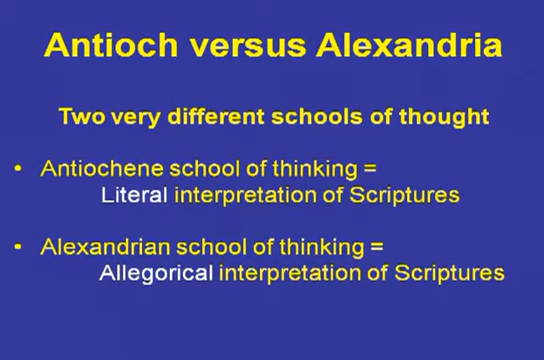 Antioch versus Alexandria
Two very different schools of thought
• Antiochene school of thinking =
Literal interpretation of Scriptures
• Alexandrian school of thinking =
Allegorical interpretation of Scriptures